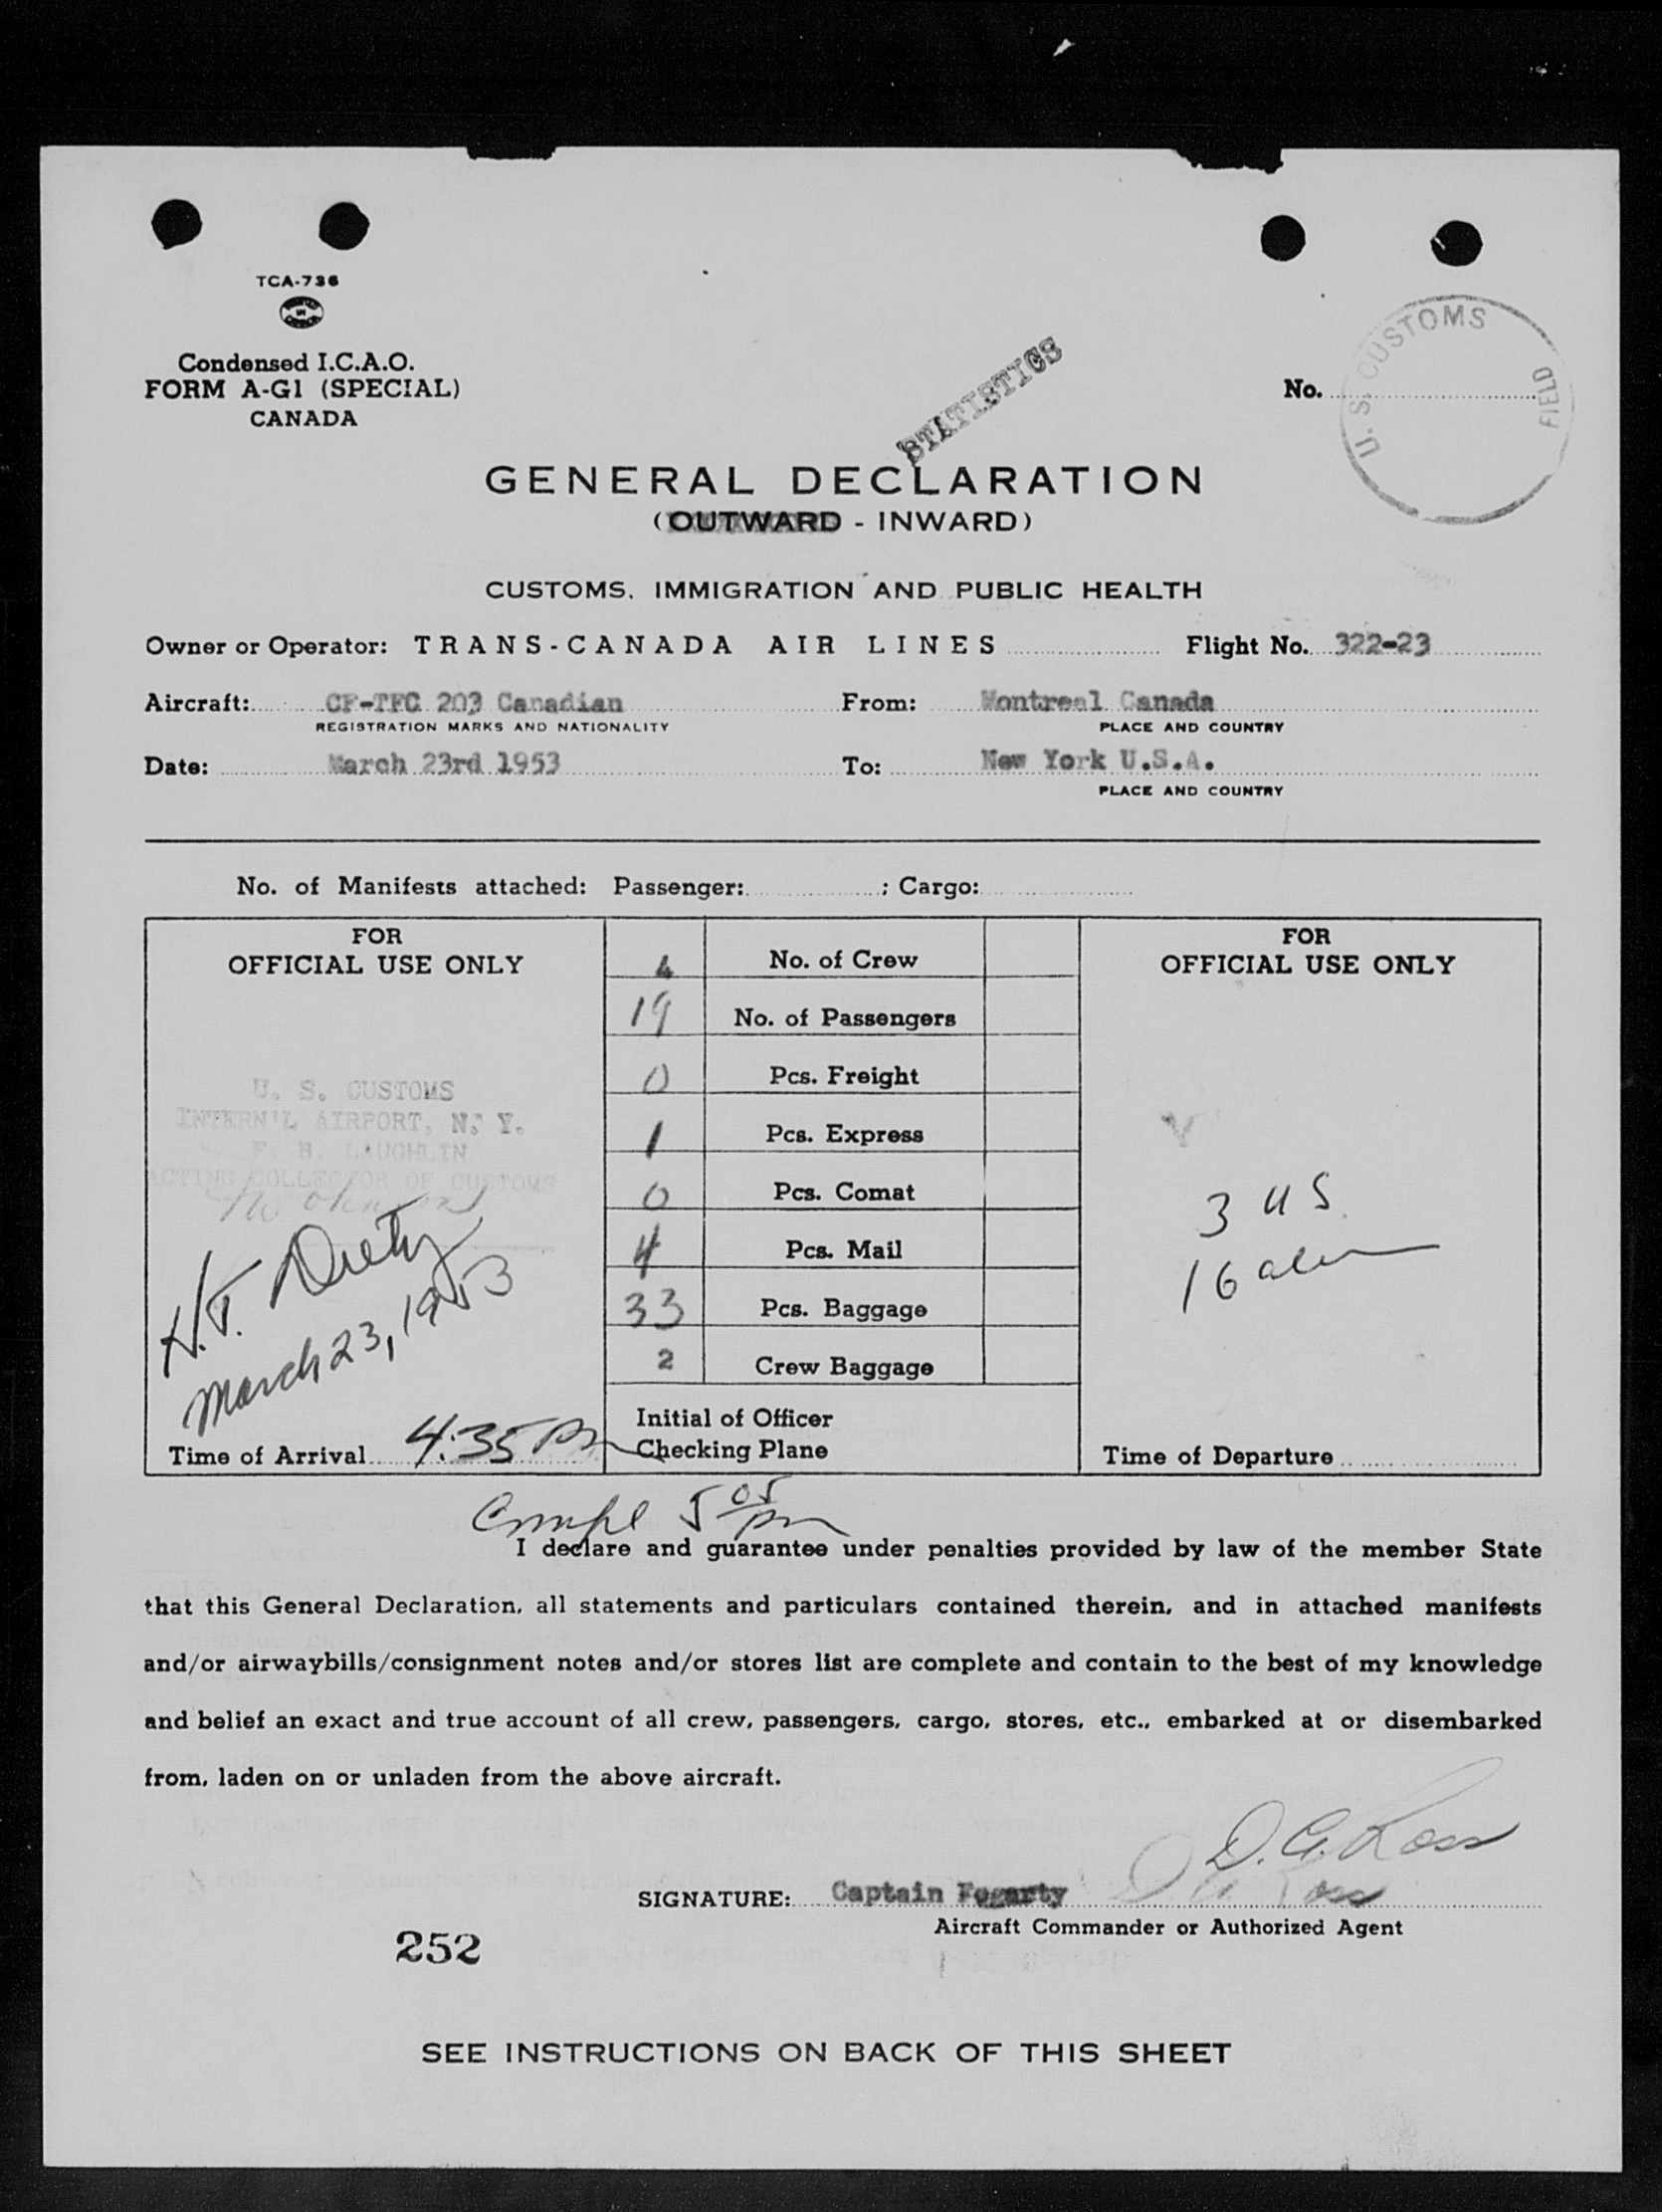 TCA-736
Condensed I.C.A.O.
FORM A-G1 (SPECIAL)
CANADA
STATISTICS
No.
U. S. CUSTOMS
FIELD
GENERAL DECLARATION
(OUTWARD - INWARD)
CUSTOMS, IMMIGRATION AND PUBLIC HEALTH
Owner or Operator: TRANS-CANADA AIR LINES Flight No. 322-23
Aircraft: CF-TFC 203 Canadian From: Montreal Canada
REGISTRATION MARKS AND NATIONALITY PLACE AND COUNTRY
Date: March 23rd 1953 To: New York U.S.A.
PLACE AND COUNTRY
No. of Manifests attached: Passenger: ; Cargo:
FOR
OFFICIAL USE ONLY
U. S. CUSTOMS
INTERN'L AIRPORT, N. Y.
F. B. LAUGHLIN
ACTING COLLECTOR OF CUSTOMS
H.T.
March 23, 1953
Time of Arrival 4:35 Pm
4 No. of Crew
19 No. of Passengers
0 Pcs. Freight
1 Pcs. Express
0 Pcs. Comat
4 Pcs. Mail
33 Pcs. Baggage
2 Crew Baggage
Initial of Officer
Checking Plane
FOR
OFFICIAL USE ONLY
3 US
16
Time of Departure
Compl 5 05 pm
I declare and guarantee under penalties provided by law of the member State
that this General Declaration, all statements and particulars contained therein, and in attached manifests
and/or airwaybills/consignment notes and/or stores list are complete and contain to the best of my knowledge
and belief an exact and true account of all crew, passengers, cargo, stores, etc., embarked at or disembarked
from, laden on or unladen from the above aircraft.
D. G. Ross
SIGNATURE: Captain Fogarty
Aircraft Commander or Authorized Agent
252
SEE INSTRUCTIONS ON BACK OF THIS SHEET